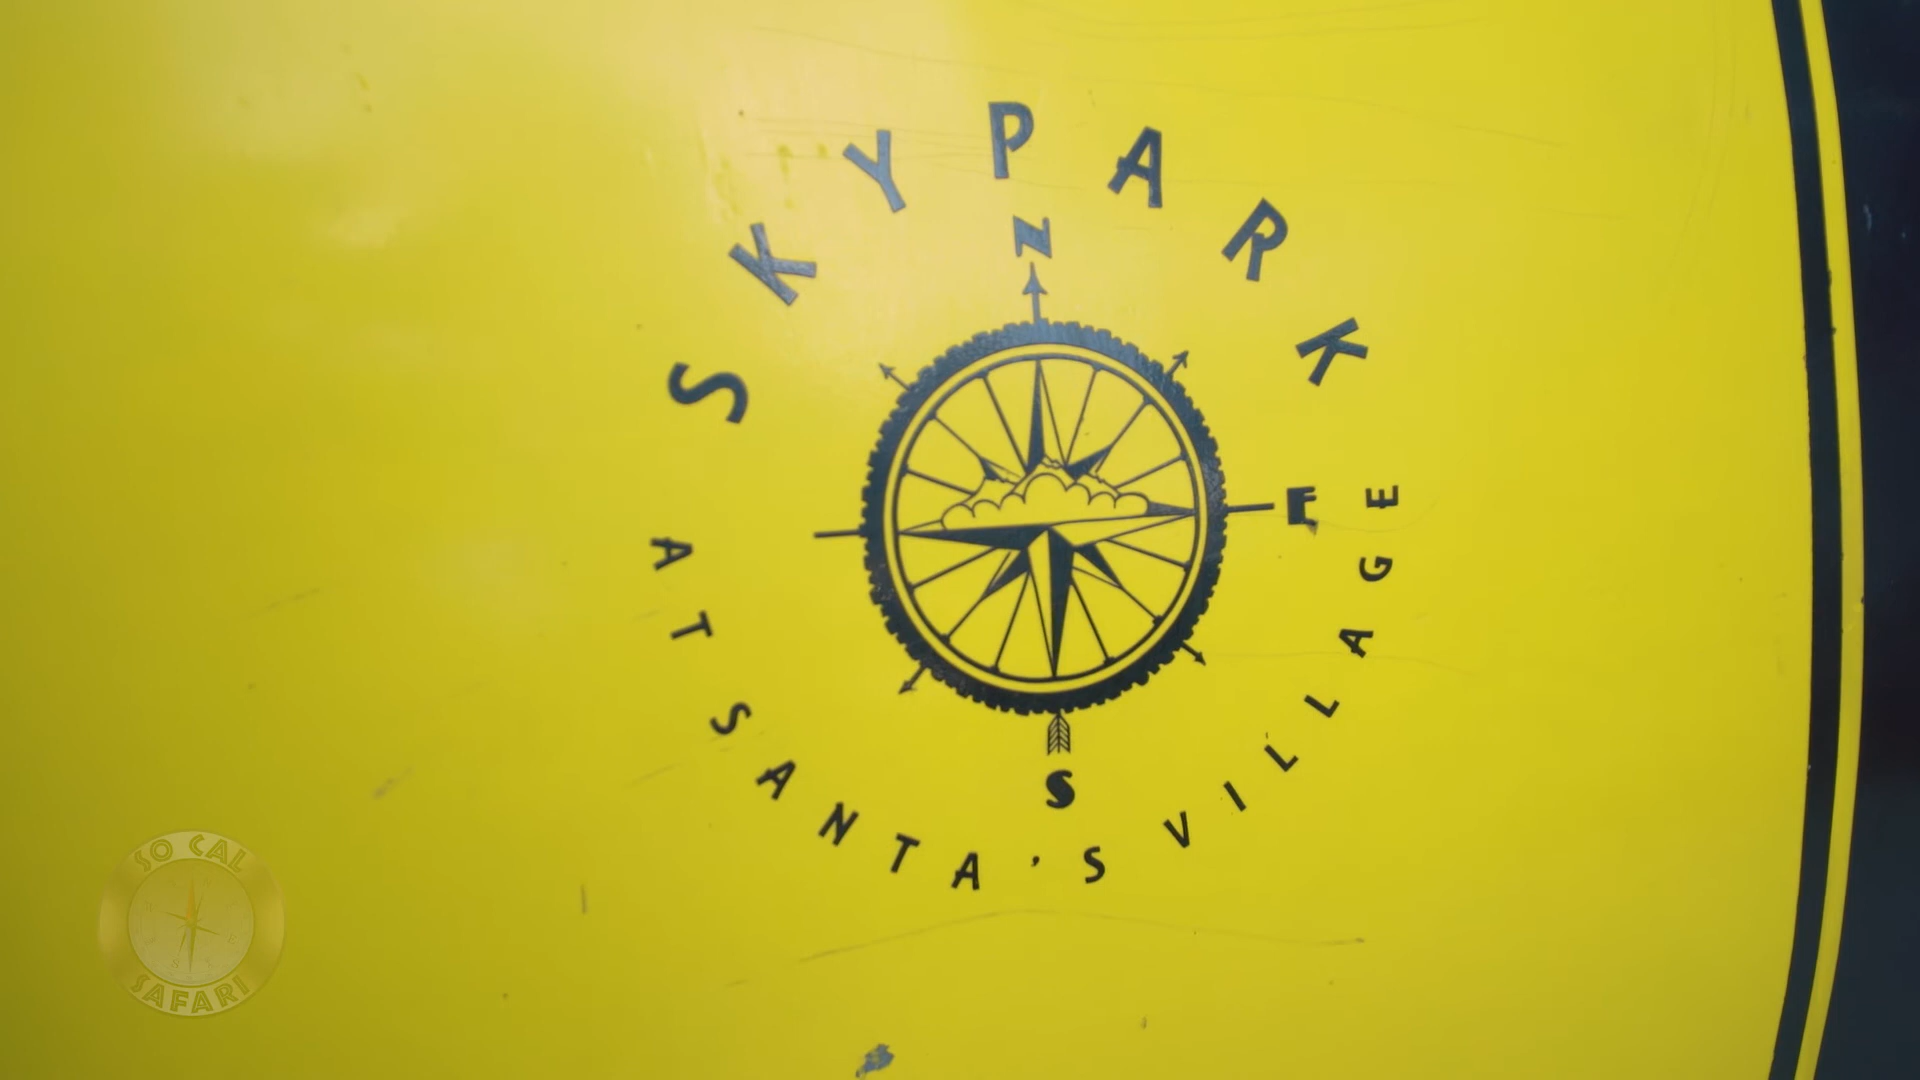 SKYPARK
N
E
S
AT SANTA'S VILLAGE
SO CAL
SAFARI